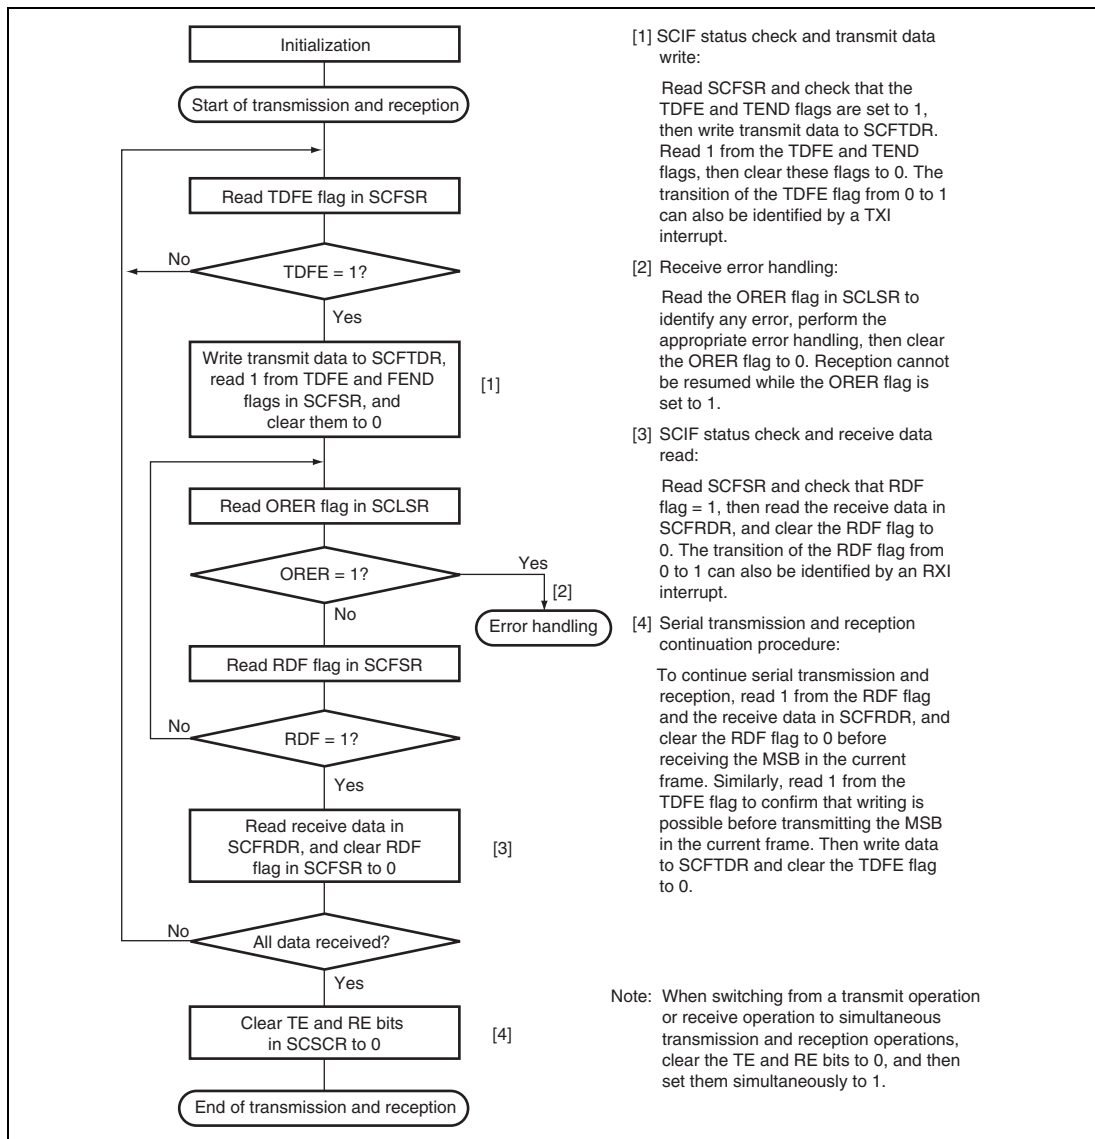 Initialization
Start of transmission and reception
Read TDFE flag in SCFSR
No
TDFE = 1?
Yes
Write transmit data to SCFTDR,
read 1 from TDFE and FEND
flags in SCFSR, and
clear them to 0
[1]
Read ORER flag in SCLSR
ORER = 1?
Yes
[2]
No
Error handling
Read RDF flag in SCFSR
No
RDF = 1?
Yes
Read receive data in
SCFRDR, and clear RDF
flag in SCFSR to 0
[3]
No
All data received?
Yes
Clear TE and RE bits
in SCSCR to 0
[4]
End of transmission and reception
[1] SCIF status check and transmit data
write:
Read SCFSR and check that the
TDFE and TEND flags are set to 1,
then write transmit data to SCFTDR.
Read 1 from the TDFE and TEND
flags, then clear these flags to 0. The
transition of the TDFE flag from 0 to 1
can also be identified by a TXI
interrupt.
[2] Receive error handling:
Read the ORER flag in SCLSR to
identify any error, perform the
appropriate error handling, then clear
the ORER flag to 0. Reception cannot
be resumed while the ORER flag is
set to 1.
[3] SCIF status check and receive data
read:
Read SCFSR and check that RDF
flag = 1, then read the receive data in
SCFRDR, and clear the RDF flag to
0. The transition of the RDF flag from
0 to 1 can also be identified by an RXI
interrupt.
[4] Serial transmission and reception
continuation procedure:
To continue serial transmission and
reception, read 1 from the RDF flag
and the receive data in SCFRDR, and
clear the RDF flag to 0 before
receiving the MSB in the current
frame. Similarly, read 1 from the
TDFE flag to confirm that writing is
possible before transmitting the MSB
in the current frame. Then write data
to SCFTDR and clear the TDFE flag
to 0.
Note: When switching from a transmit operation
or receive operation to simultaneous
transmission and reception operations,
clear the TE and RE bits to 0, and then
set them simultaneously to 1.